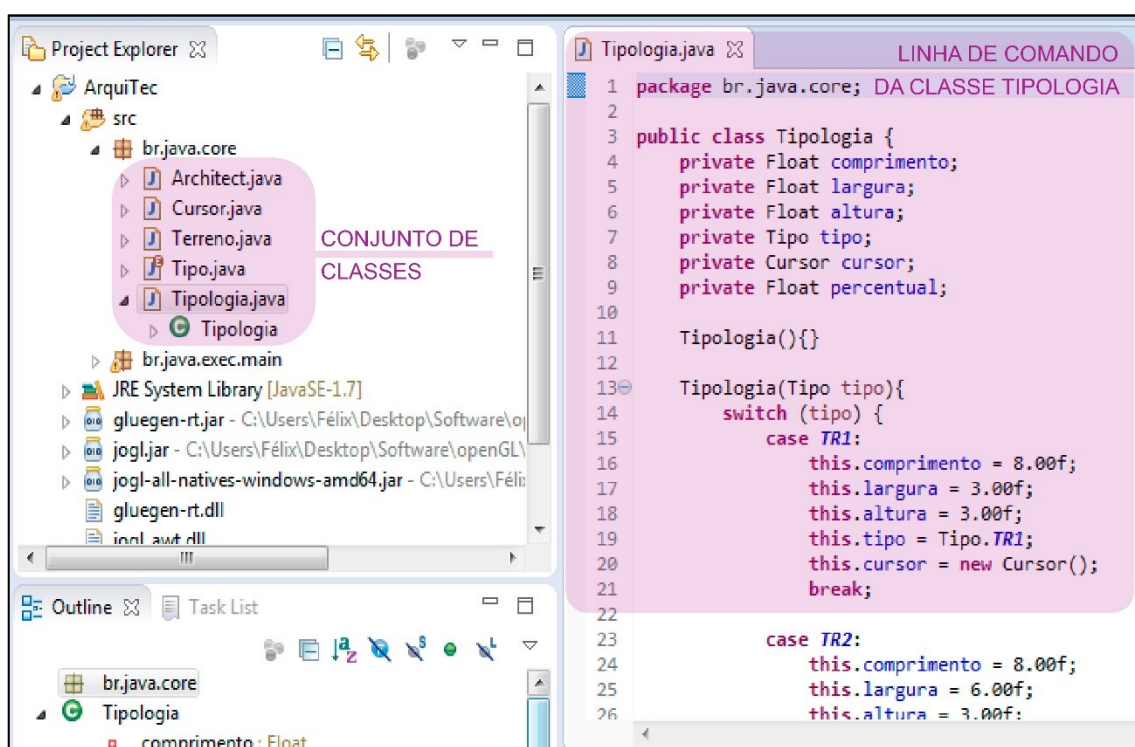 Project Explorer
ArquiTec
src
br.java.core
Architect.java
Cursor.java
Terreno.java
Tipo.java
Tipologia.java
Tipologia
br.java.exec.main
JRE System Library [JavaSE-1.7]
gluegen-rt.jar - C:\Users\Félix\Desktop\Software\o
jogl.jar - C:\Users\Félix\Desktop\Software\openGL\
jogl-all-natives-windows-amd64.jar - C:\Users\Féli
gluegen-rt.dll
jogl_awt.dll
CONJUNTO DE
CLASSES
Outline Task List
br.java.core
Tipologia
comprimento : Float
Tipologia.java
LINHA DE COMANDO
DA CLASSE TIPOLOGIA
1 package br.java.core;
2
3 public class Tipologia {
4 private Float comprimento;
5 private Float largura;
6 private Float altura;
7 private Tipo tipo;
8 private Cursor cursor;
9 private Float percentual;
10
11 Tipologia(){}
12
13 Tipologia(Tipo tipo){
14 switch (tipo) {
15 case TR1:
16 this.comprimento = 8.00f;
17 this.largura = 3.00f;
18 this.altura = 3.00f;
19 this.tipo = Tipo.TR1;
20 this.cursor = new Cursor();
21 break;
22
23 case TR2:
24 this.comprimento = 8.00f;
25 this.largura = 6.00f;
26 this.altura = 3.00f;